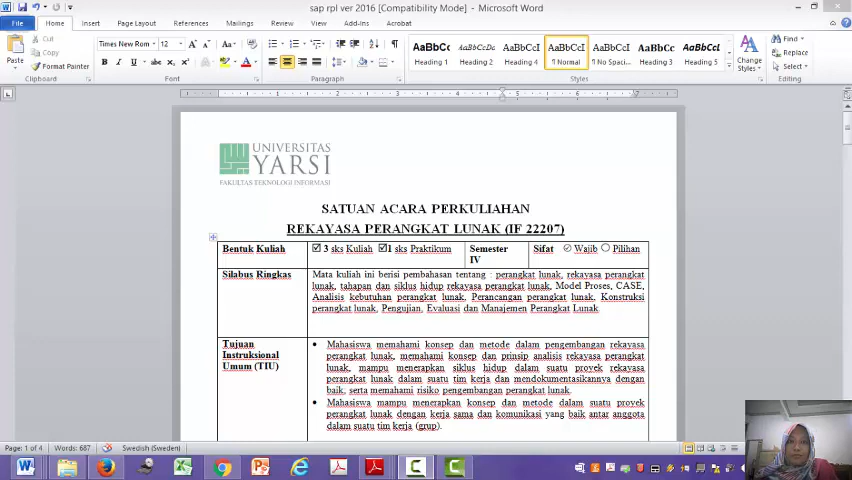 sap rpl ver 2016 [Compatibility Mode] - Microsoft Word
File Home Insert Page Layout References Mailings Review View Add-Ins Acrobat
Cut
Copy
Format Painter
Paste
Clipboard
Times New Rom 12
Font
Paragraph
AaBbCc AaBbCcDc AaBbCcI AaBbCcI AaBbCcI AaBbCc AaBbCcL
Heading 1 Heading 2 Heading 4 ¶ Normal ¶ No Spaci... Heading 3 Heading 5
Styles
Change Styles
Find
Replace
Select
Editing
UNIVERSITAS
YARSI
FAKULTAS TEKNOLOGI INFORMASI
SATUAN ACARA PERKULIAHAN
REKAYASA PERANGKAT LUNAK (IF 22207)
Bentuk Kuliah 3 sks Kuliah 1 sks Praktikum Semester IV Sifat Wajib Pilihan
Silabus Ringkas
Mata kuliah ini berisi pembahasan tentang : perangkat lunak, rekayasa perangkat
lunak, tahapan dan siklus hidup rekayasa perangkat lunak, Model Proses, CASE,
Analisis kebutuhan perangkat lunak, Perancangan perangkat lunak, Konstruksi
perangkat lunak, Pengujian, Evaluasi dan Manajemen Perangkat Lunak
Tujuan
Instruksional
Umum (TIU)
• Mahasiswa memahami konsep dan metode dalam pengembangan rekayasa
perangkat lunak, memahami konsep dan prinsip analisis rekayasa perangkat
lunak, mampu menerapkan siklus hidup dalam suatu proyek rekayasa
perangkat lunak dalam suatu tim kerja dan mendokumentasikannya dengan
baik, serta memahami risiko pengembangan perangkat lunak.
• Mahasiswa mampu menerapkan konsep dan metode dalam suatu proyek
perangkat lunak dengan kerja sama dan komunikasi yang baik antar anggota
dalam suatu tim kerja (grup).
Page: 1 of 4 Words: 687 Swedish (Sweden)